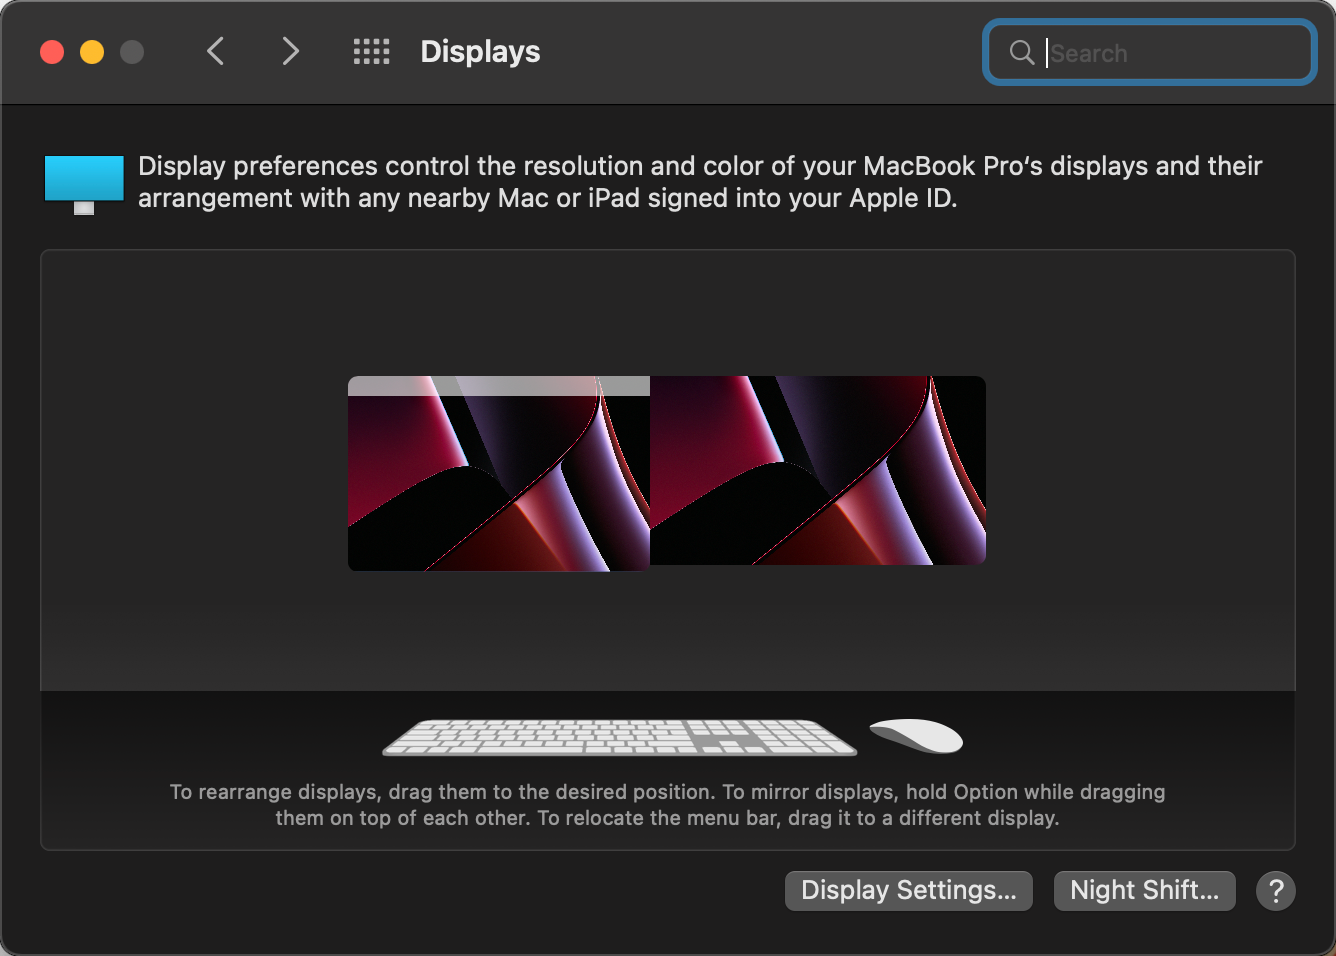 Displays
Search
Display preferences control the resolution and color of your MacBook Pro‘s displays and their
arrangement with any nearby Mac or iPad signed into your Apple ID.
To rearrange displays, drag them to the desired position. To mirror displays, hold Option while dragging
them on top of each other. To relocate the menu bar, drag it to a different display.
Display Settings...
Night Shift...
?